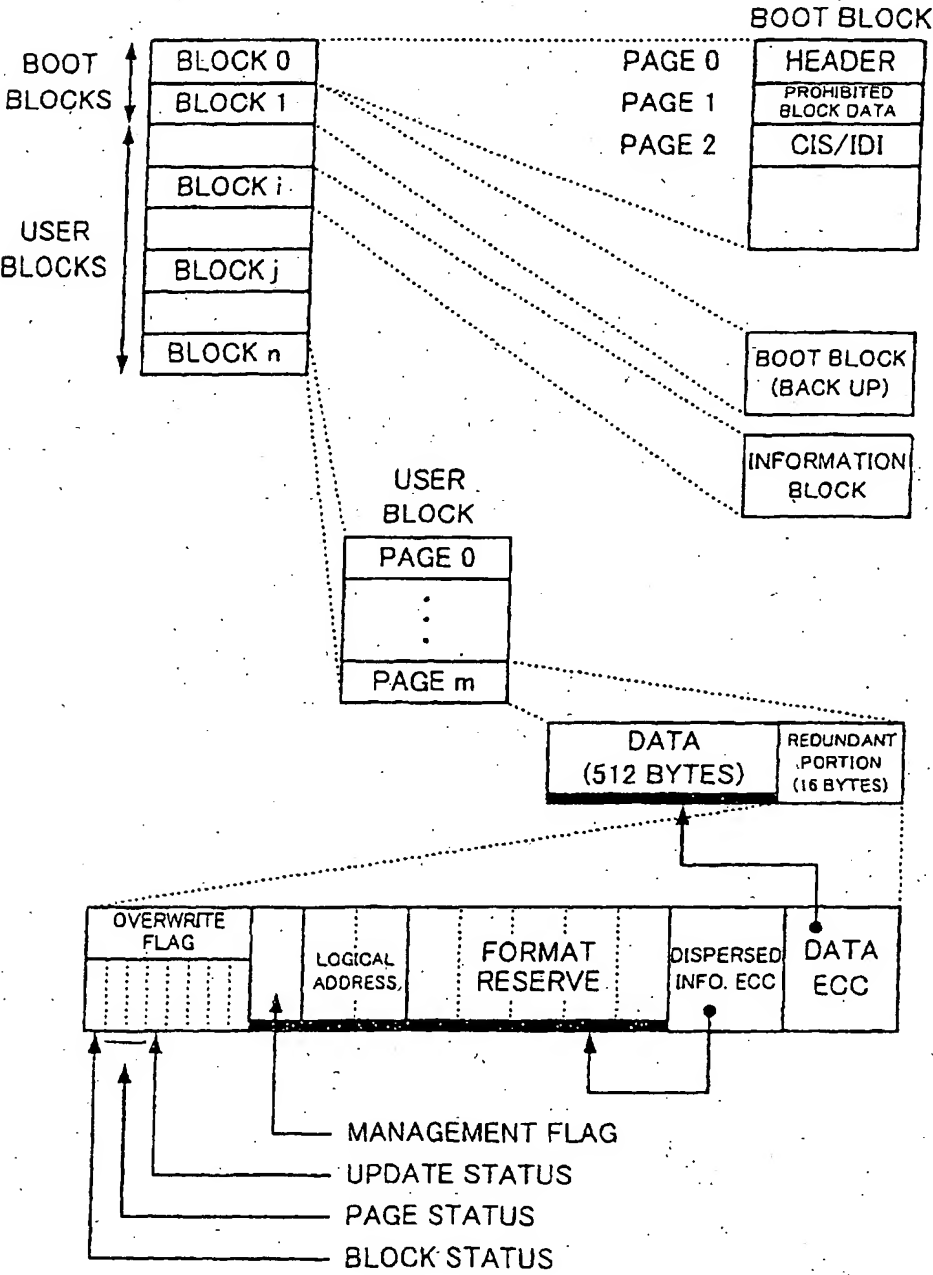 BOOT BLOCK
BOOT BLOCKS
BLOCK 0
BLOCK 1
USER BLOCKS
BLOCK i
BLOCK j
BLOCK n
PAGE 0
HEADER
PAGE 1
PROHIBITED
BLOCK DATA
PAGE 2
CIS/IDI
BOOT BLOCK
(BACK UP)
INFORMATION
BLOCK
USER
BLOCK
PAGE 0
PAGE m
DATA
(512 BYTES)
REDUNDANT
PORTION
(16 BYTES)
OVERWRITE
FLAG
LOGICAL
ADDRESS
FORMAT
RESERVE
DISPERSED
INFO. ECC
DATA
ECC
MANAGEMENT FLAG
UPDATE STATUS
PAGE STATUS
BLOCK STATUS